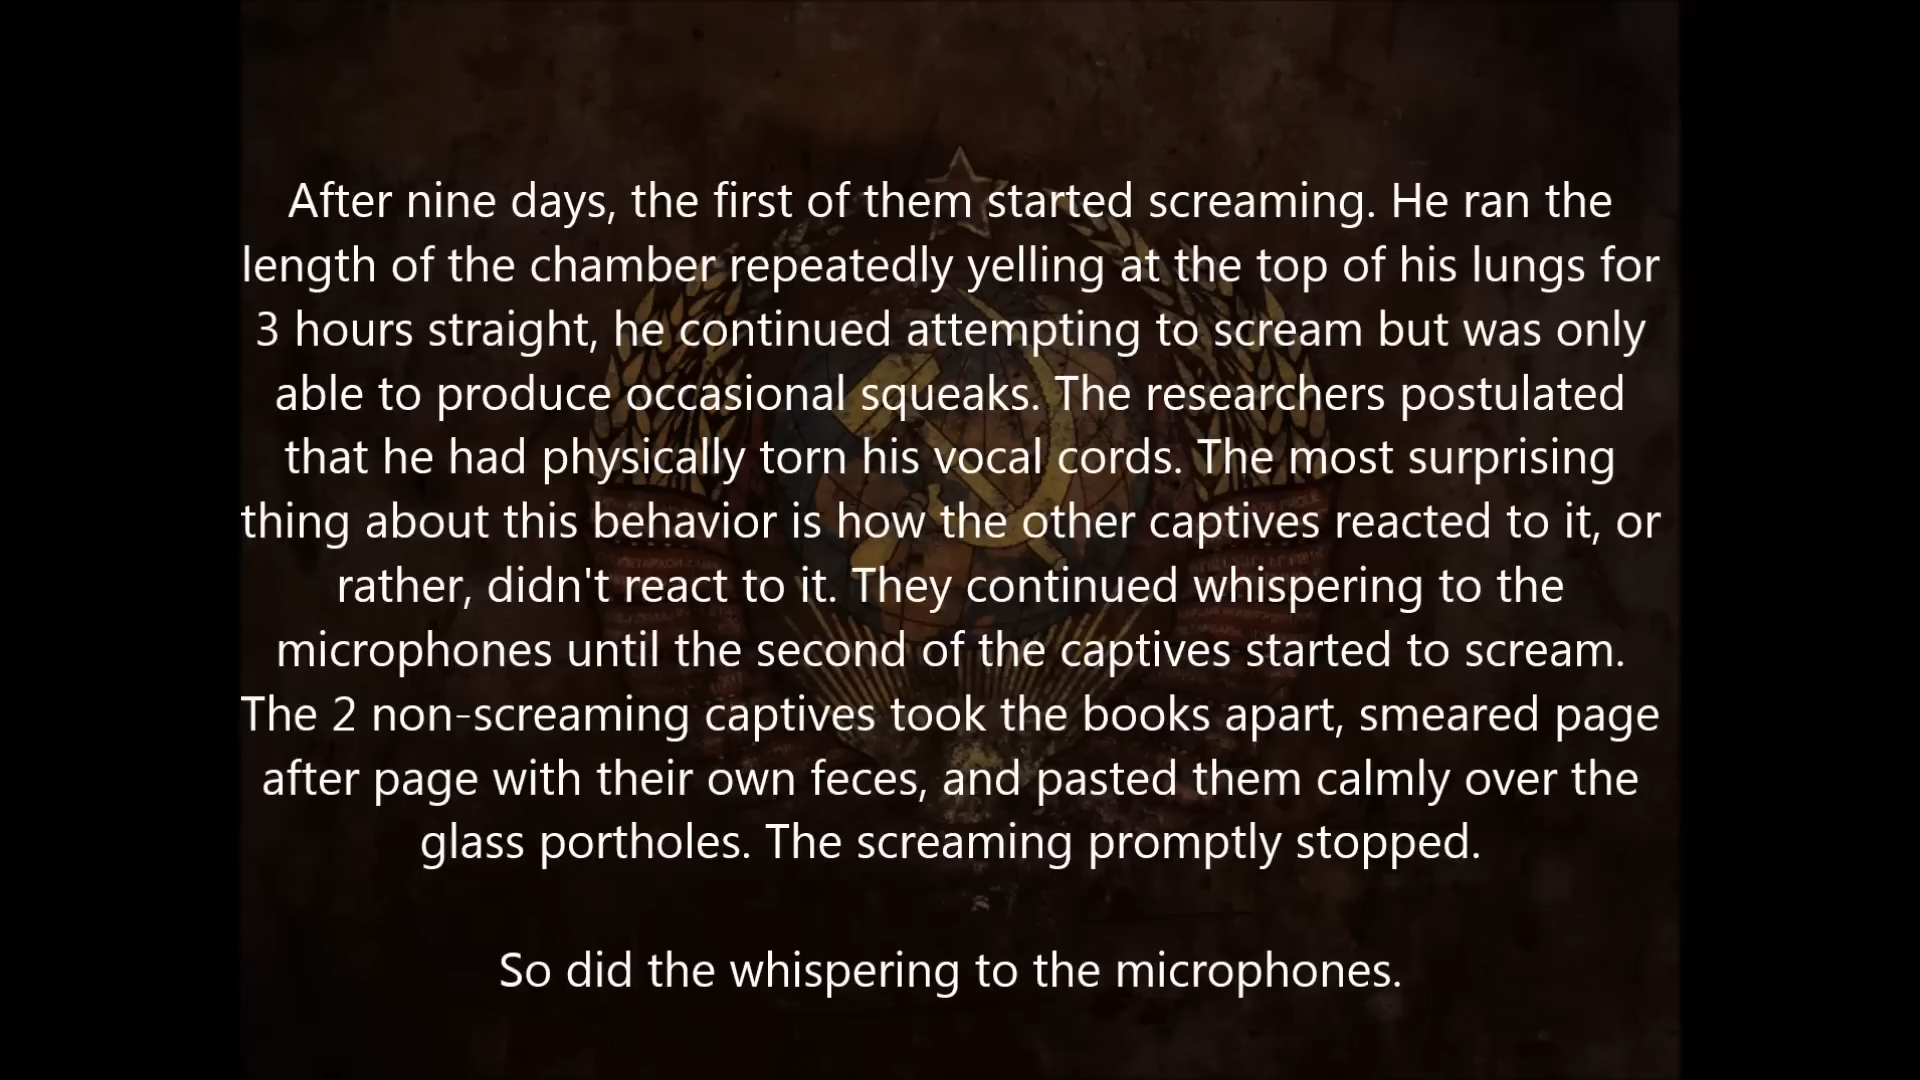 After nine days, the first of them started screaming. He ran the
length of the chamber repeatedly yelling at the top of his lungs for
3 hours straight, he continued attempting to scream but was only
able to produce occasional squeaks. The researchers postulated
that he had physically torn his vocal cords. The most surprising
thing about this behavior is how the other captives reacted to it, or
rather, didn't react to it. They continued whispering to the
microphones until the second of the captives started to scream.
The 2 non-screaming captives took the books apart, smeared page
after page with their own feces, and pasted them calmly over the
glass portholes. The screaming promptly stopped.
So did the whispering to the microphones.